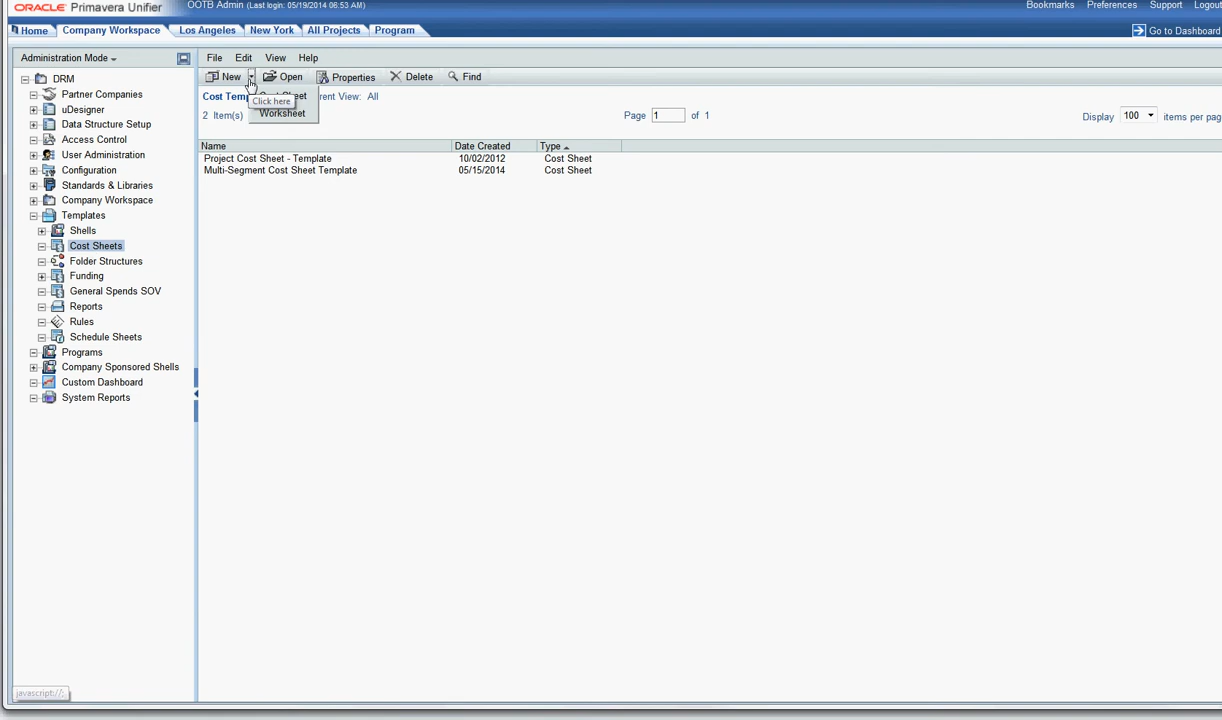 ORACLE Primavera Unifier OOTB Admin (Last login: 05/19/2014 06:53 AM) Bookmarks Preferences Support Logout
Home Company Workspace Los Angeles New York All Projects Program Go to Dashboard
Administration Mode File Edit View Help
New Open Properties Delete Find
DRM
Partner Companies
uDesigner
Data Structure Setup
Access Control
User Administration
Configuration
Standards & Libraries
Company Workspace
Templates
Shells
Cost Sheets
Folder Structures
Funding
General Spends SOV
Reports
Rules
Schedule Sheets
Programs
Company Sponsored Shells
Custom Dashboard
System Reports
Cost Temp heet rent View: All
Click here
2 Item(s) Worksheet Page 1 of 1 Display 100 items per pag
Name Date Created Type
Project Cost Sheet - Template 10/02/2012 Cost Sheet
Multi-Segment Cost Sheet Template 05/15/2014 Cost Sheet
javascript://;